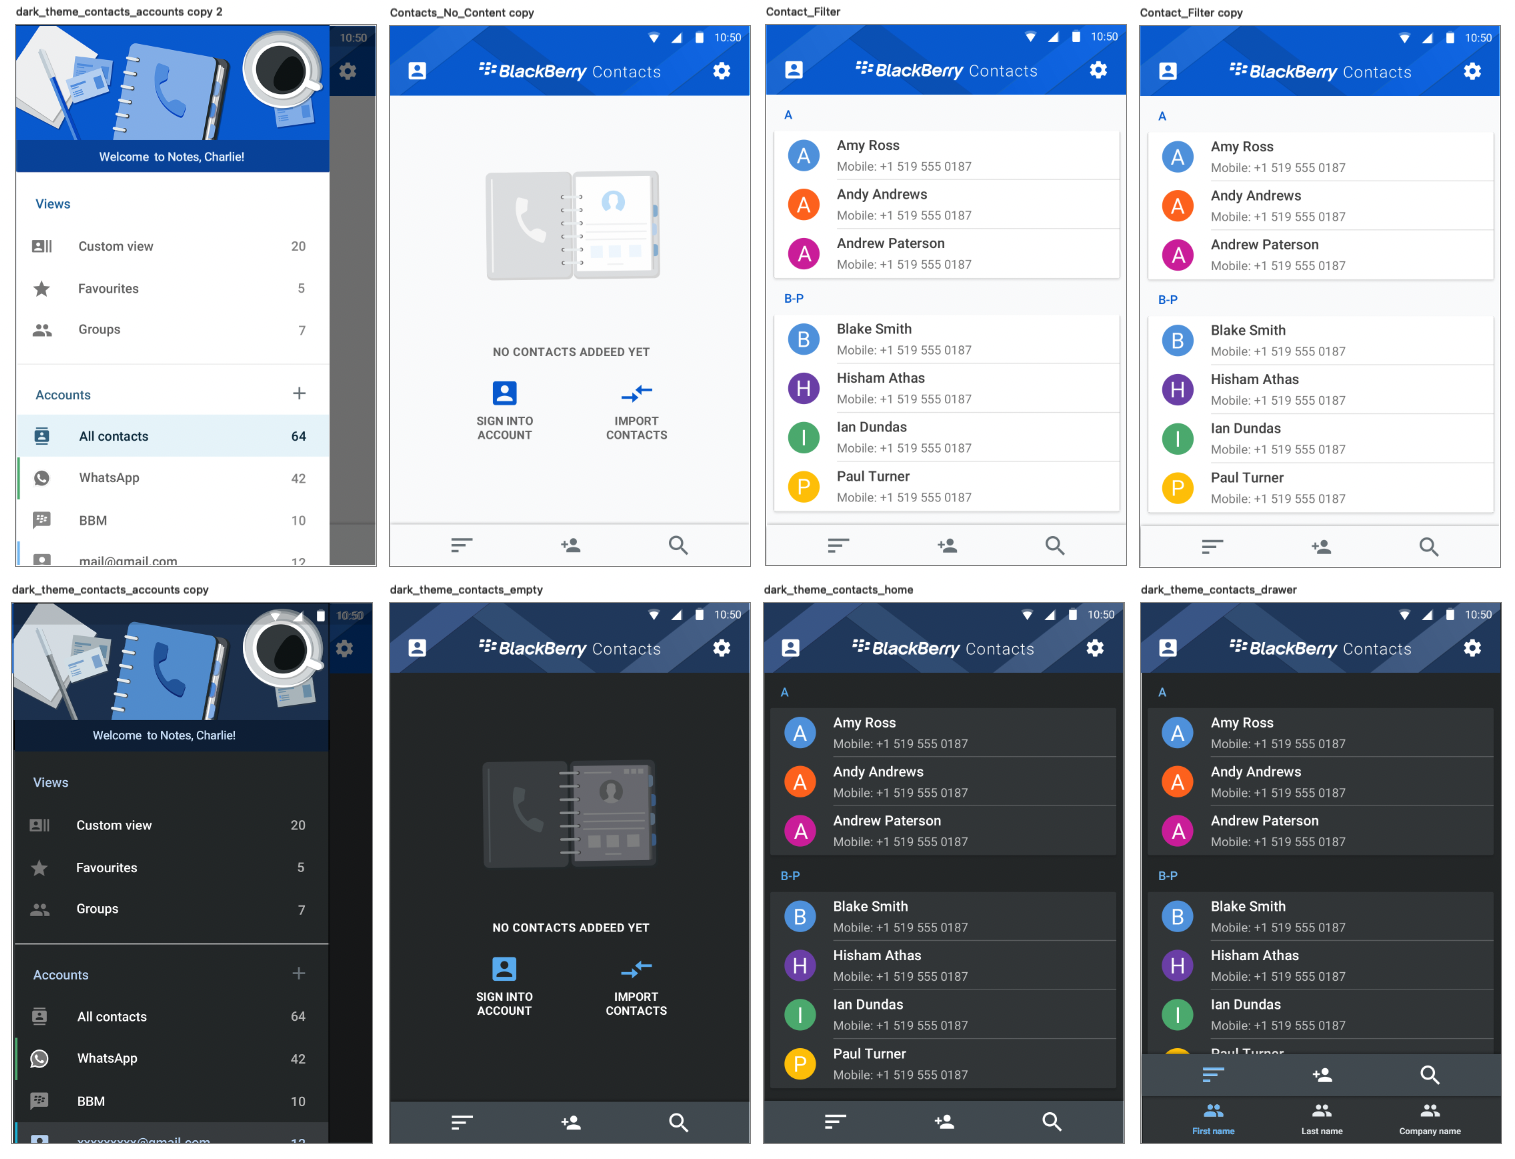 dark_theme_contacts_accounts copy 2
10:50
Welcome to Notes, Charlie!
Views
Custom view 20
Favourites 5
Groups 7
Accounts +
All contacts 64
WhatsApp 42
BBM 10
mail@gmail.com 12
Contacts_No_Content copy
10:50
BlackBerry Contacts
NO CONTACTS ADDEED YET
SIGN INTO
ACCOUNT
IMPORT
CONTACTS
Contact_Filter
10:50
BlackBerry Contacts
A
A Amy Ross
Mobile: +1 519 555 0187
A Andy Andrews
Mobile: +1 519 555 0187
A Andrew Paterson
Mobile: +1 519 555 0187
B-P
B Blake Smith
Mobile: +1 519 555 0187
H Hisham Athas
Mobile: +1 519 555 0187
I Ian Dundas
Mobile: +1 519 555 0187
P Paul Turner
Mobile: +1 519 555 0187
Contact_Filter copy
10:50
BlackBerry Contacts
A
A Amy Ross
Mobile: +1 519 555 0187
A Andy Andrews
Mobile: +1 519 555 0187
A Andrew Paterson
Mobile: +1 519 555 0187
B-P
B Blake Smith
Mobile: +1 519 555 0187
H Hisham Athas
Mobile: +1 519 555 0187
I Ian Dundas
Mobile: +1 519 555 0187
P Paul Turner
Mobile: +1 519 555 0187
dark_theme_contacts_accounts copy
10:50
Welcome to Notes, Charlie!
Views
Custom view 20
Favourites 5
Groups 7
Accounts +
All contacts 64
WhatsApp 42
BBM 10
xxxxxxxxx@gmail.com 12
dark_theme_contacts_empty
10:50
BlackBerry Contacts
NO CONTACTS ADDEED YET
SIGN INTO
ACCOUNT
IMPORT
CONTACTS
dark_theme_contacts_home
10:50
BlackBerry Contacts
A
A Amy Ross
Mobile: +1 519 555 0187
A Andy Andrews
Mobile: +1 519 555 0187
A Andrew Paterson
Mobile: +1 519 555 0187
B-P
B Blake Smith
Mobile: +1 519 555 0187
H Hisham Athas
Mobile: +1 519 555 0187
I Ian Dundas
Mobile: +1 519 555 0187
P Paul Turner
Mobile: +1 519 555 0187
dark_theme_contacts_drawer
10:50
BlackBerry Contacts
A
A Amy Ross
Mobile: +1 519 555 0187
A Andy Andrews
Mobile: +1 519 555 0187
A Andrew Paterson
Mobile: +1 519 555 0187
B-P
B Blake Smith
Mobile: +1 519 555 0187
H Hisham Athas
Mobile: +1 519 555 0187
I Ian Dundas
Mobile: +1 519 555 0187
Paul Turner
First name
Last name
Company name